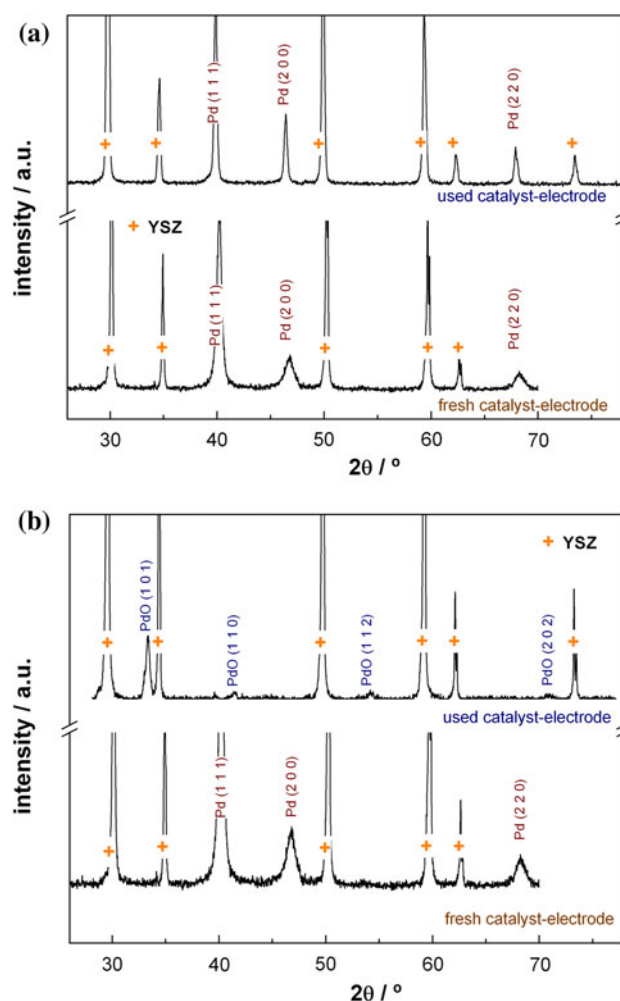 (a)
Pd (1 1 1)
Pd (2 0 0)
Pd (2 2 0)
used catalyst-electrode
YSZ
Pd (1 1 1)
Pd (2 0 0)
Pd (2 2 0)
fresh catalyst-electrode
intensity / a.u.
30 40 50 60 70
2θ / º
(b)
YSZ
PdO (1 0 1)
PdO (1 1 0)
PdO (1 1 2)
PdO (2 0 2)
used catalyst-electrode
Pd (1 1 1)
Pd (2 0 0)
Pd (2 2 0)
fresh catalyst-electrode
intensity / a.u.
30 40 50 60 70
2θ / º